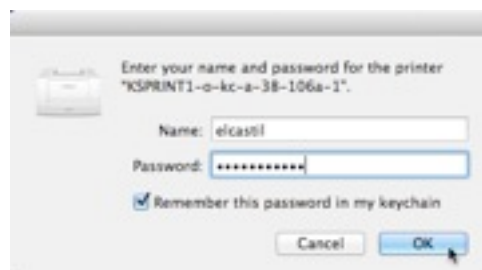 Enter your name and password for the printer
"KSPRINT1-o-kc-a-38-106a-1".
Name: elcastil
Password: •••••••••••
Remember this password in my keychain
Cancel OK